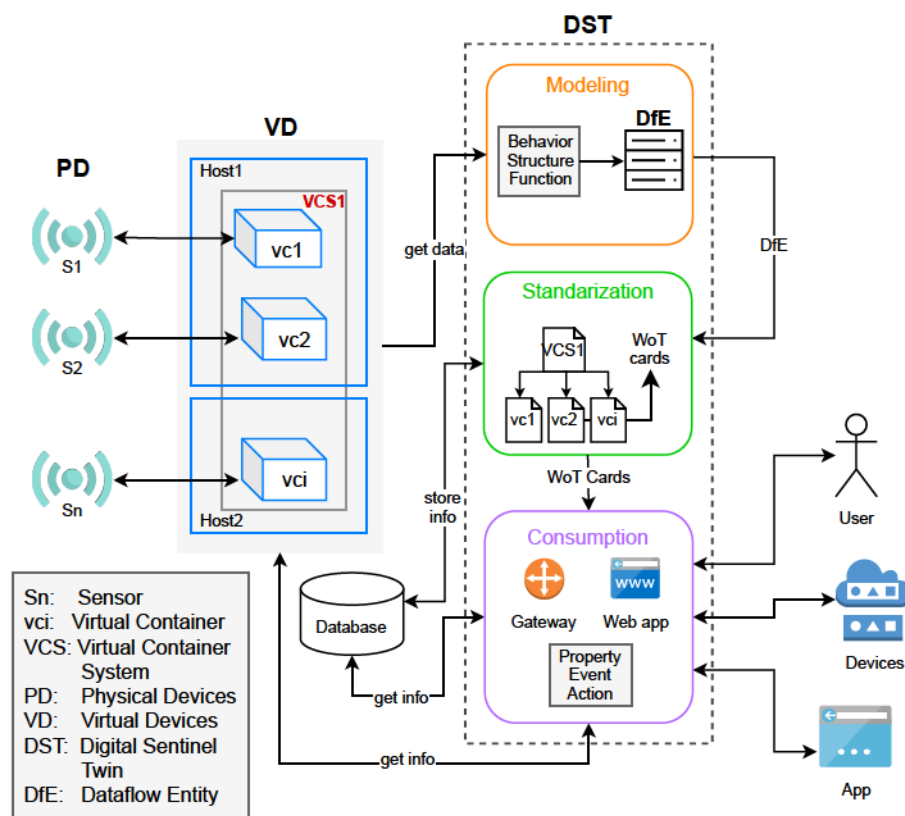 DST
Modeling
DfE
Behavior
Structure
Function
VD
PD
Host1
VCS1
vc1
S1
get data
DfE
Standarization
VCS1
WoT
cards
vc1
vc2
vci
vc2
S2
vci
Sn
Host2
store
info
WoT Cards
User
Consumption
Gateway
WWW
Web app
Property
Event
Action
Database
get info
get info
Devices
App
Sn: Sensor
vci: Virtual Container
VCS: Virtual Container
System
PD: Physical Devices
VD: Virtual Devices
DST: Digital Sentinel
Twin
DfE: Dataflow Entity